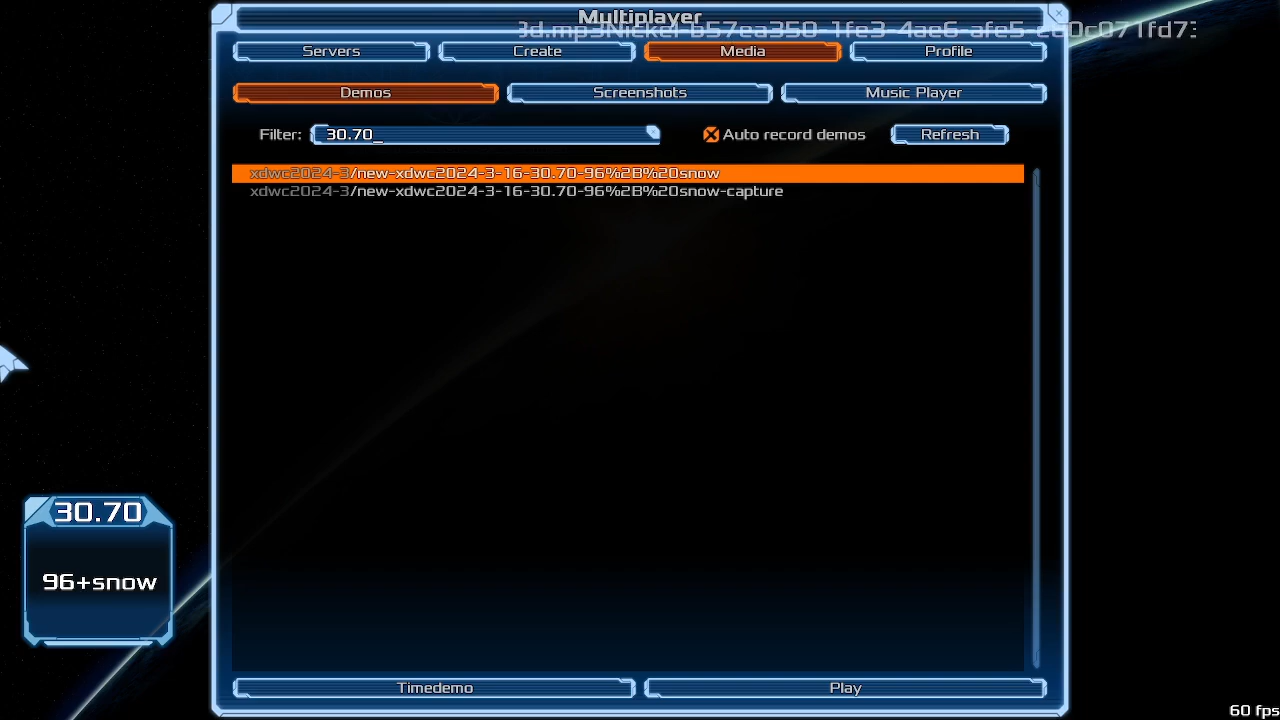 Multiplayer
3d.mp3Nickel-b57ea350-1fe3-4ae6-afe5-c80c071fd73
Servers Create Media Profile
Demos Screenshots Music Player
Filter: 30.70_ Auto record demos Refresh
xdwc2024-3/new-xdwc2024-3-16-30.70-96%2B%20snow
xdwc2024-3/new-xdwc2024-3-16-30.70-96%2B%20snow-capture
30.70
96+snow
Timedemo Play
60 fps